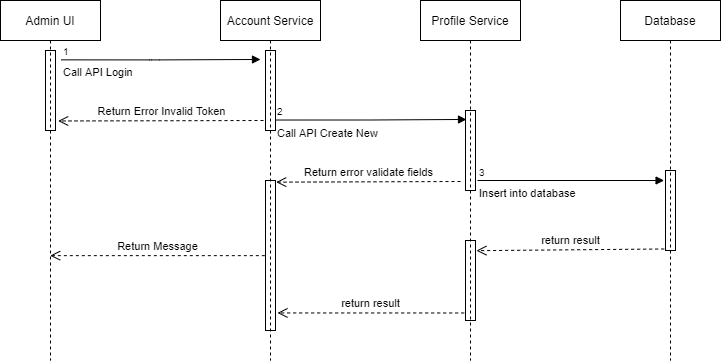 Admin UI
Account Service
Profile Service
Database
1
Call API Login
Return Error Invalid Token
2
Call API Create New
Return error validate fields
3
Insert into database
Return Message
return result
return result